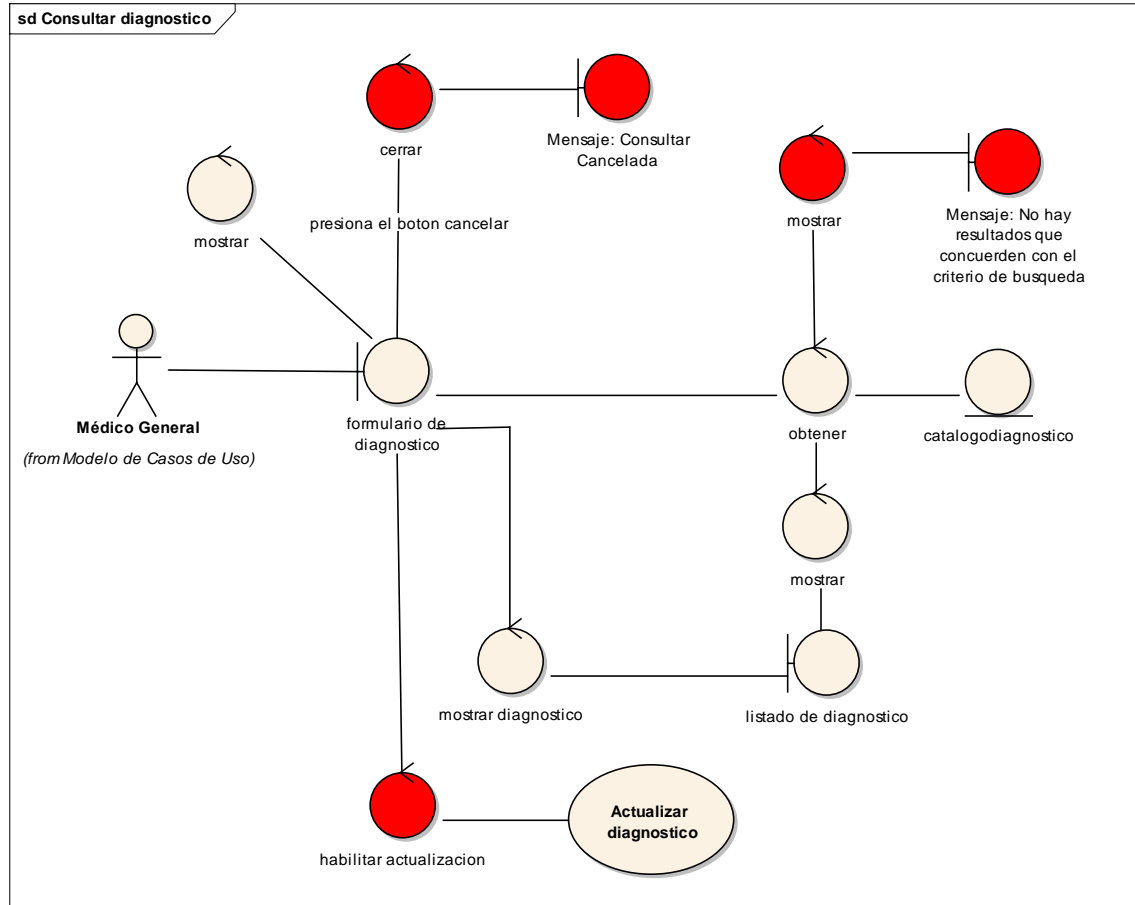 sd Consultar diagnostico
cerrar
Mensaje: Consultar
Cancelada
mostrar
Mensaje: No hay
resultados que
concuerden con el
criterio de busqueda
mostrar
presiona el boton cancelar
Médico General
(from Modelo de Casos de Uso)
formulario de
diagnostico
obtener
catalogodiagnostico
mostrar
mostrar diagnostico
listado de diagnostico
habilitar actualizacion
Actualizar
diagnostico